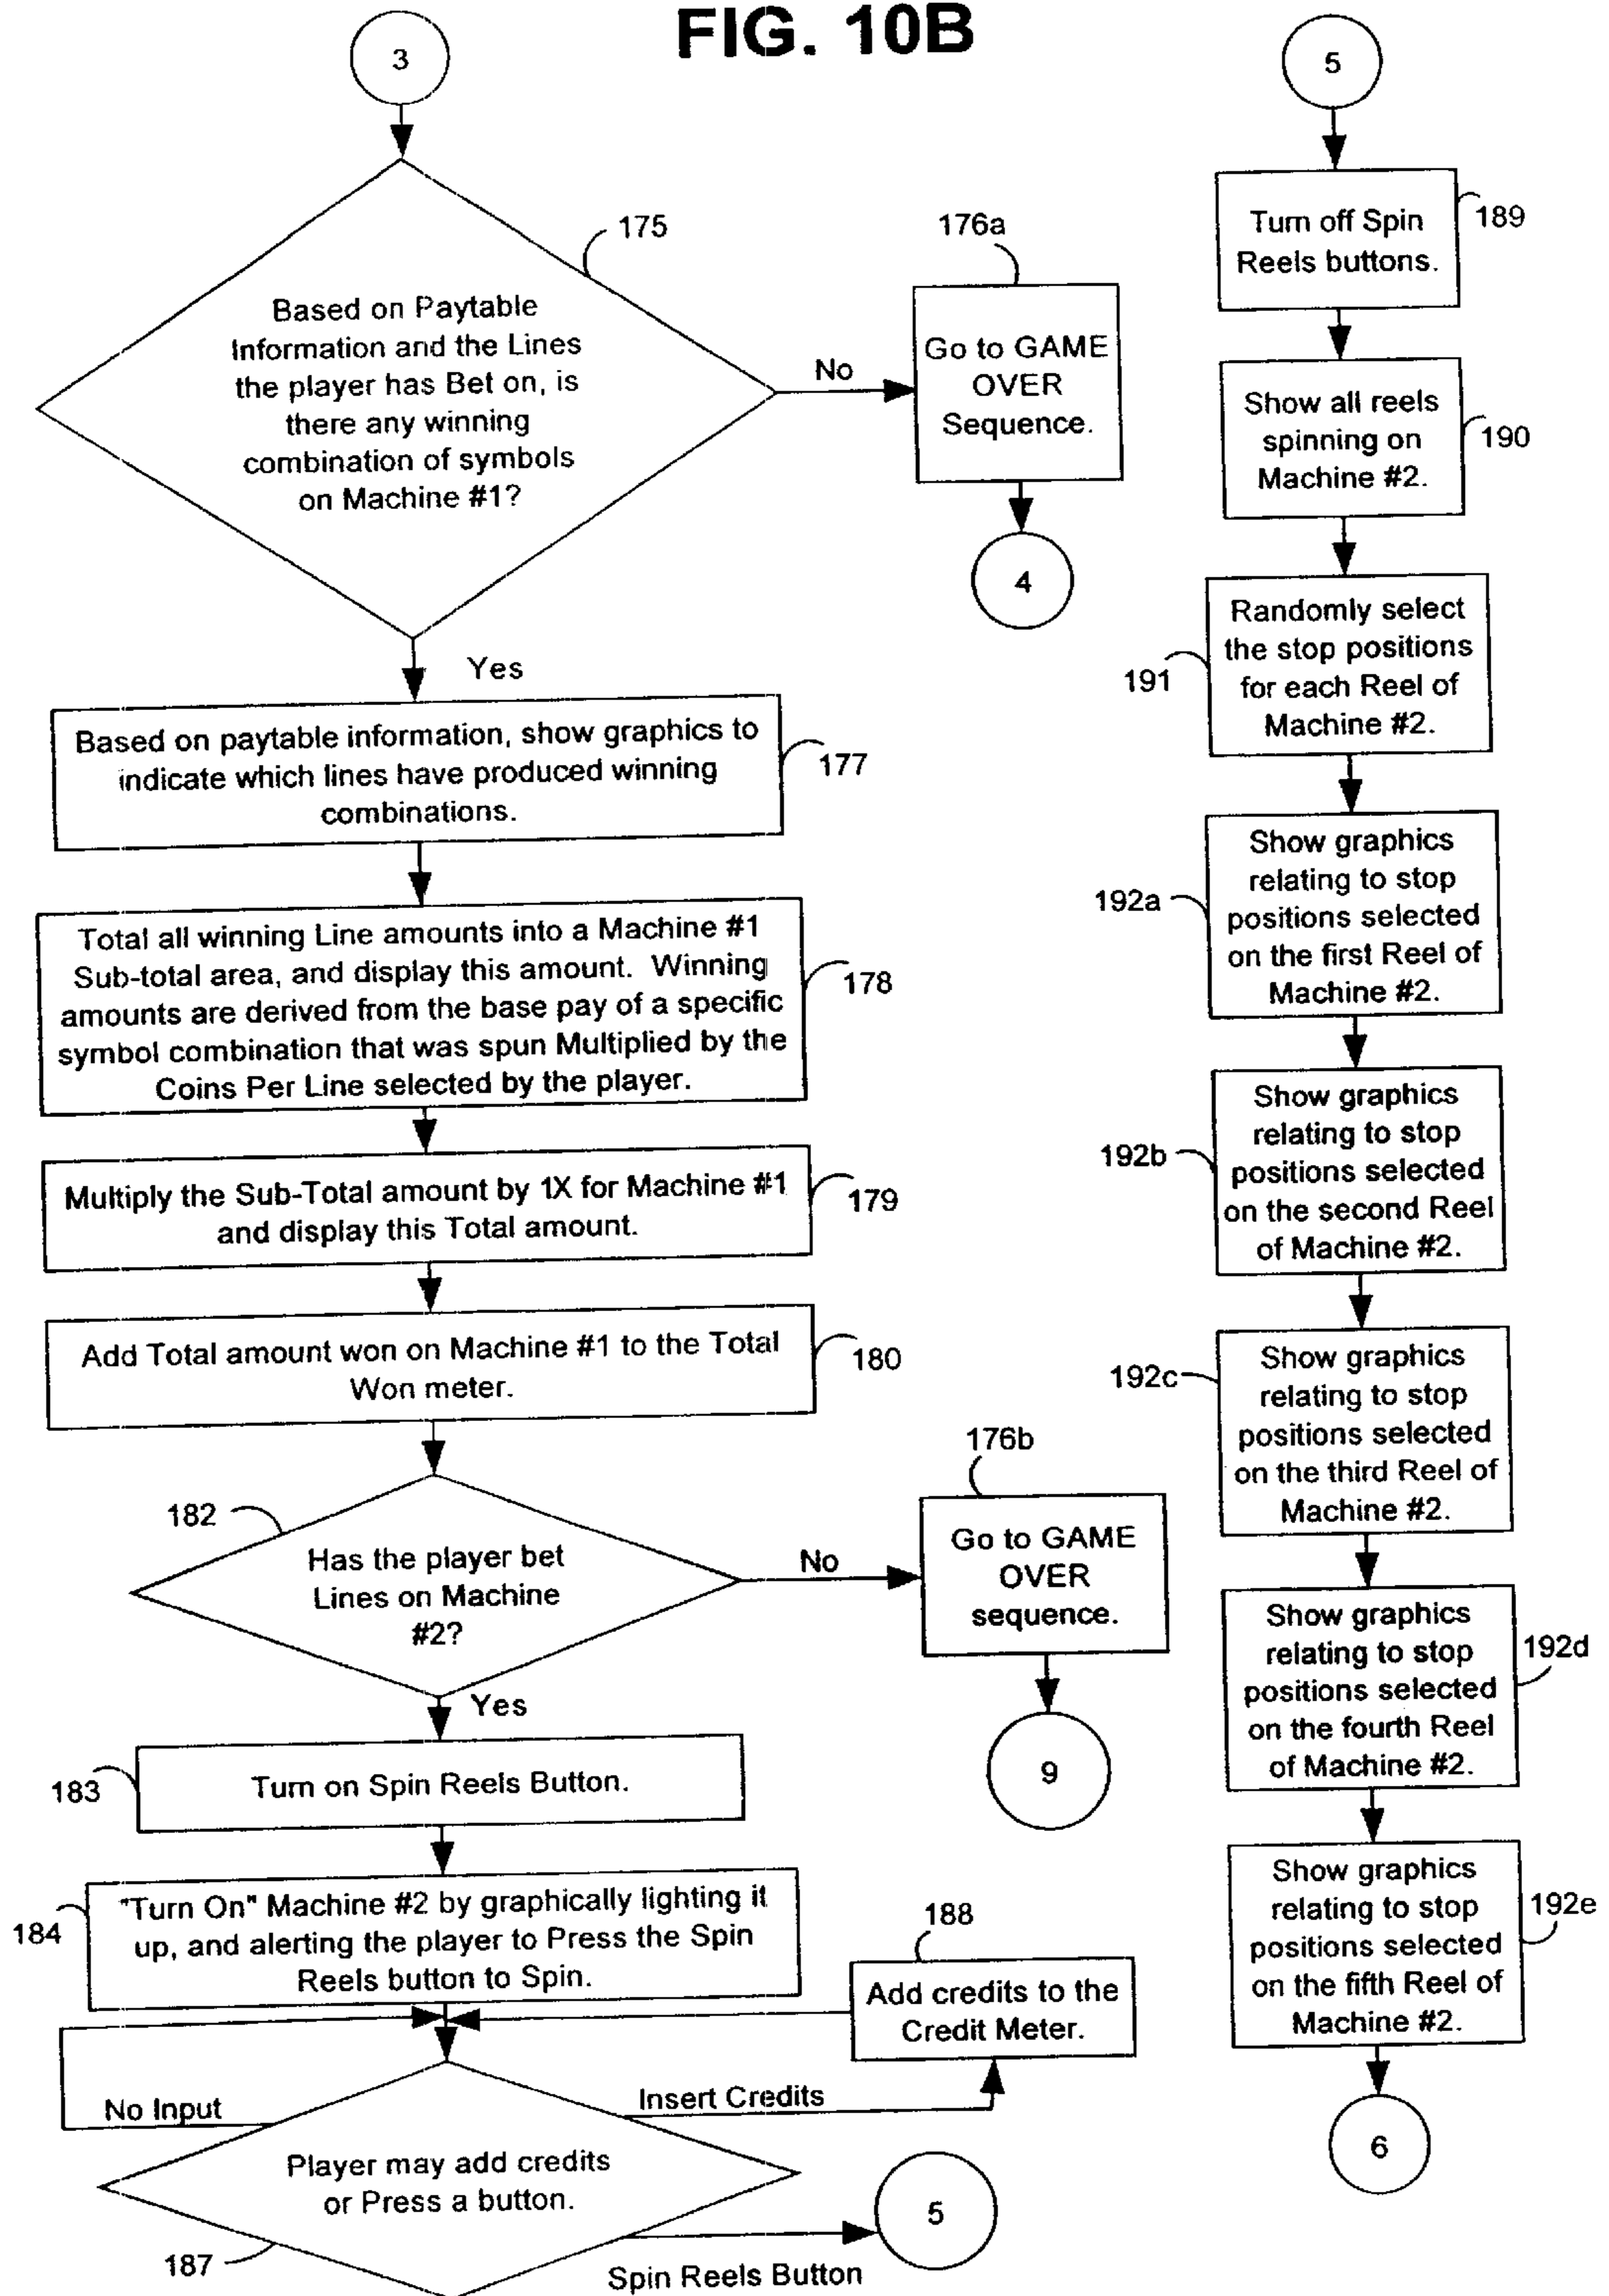 FIG. 10B
3
175
Based on Paytable
Information and the Lines
the player has Bet on, is
there any winning
combination of symbols
on Machine #1?
No
176a
Go to GAME
OVER
Sequence.
4
Yes
Based on paytable information, show graphics to
indicate which lines have produced winning
combinations.
177
Total all winning Line amounts into a Machine #1
Sub-total area, and display this amount. Winning
amounts are derived from the base pay of a specific
symbol combination that was spun Multiplied by the
Coins Per Line selected by the player.
178
Multiply the Sub-Total amount by 1X for Machine #1
and display this Total amount.
179
Add Total amount won on Machine #1 to the Total
Won meter.
180
182
Has the player bet
Lines on Machine
#2?
No
176b
Go to GAME
OVER
sequence.
9
Yes
183
Turn on Spin Reels Button.
184
"Turn On" Machine #2 by graphically lighting it
up, and alerting the player to Press the Spin
Reels button to Spin.
188
Add credits to the
Credit Meter.
No Input
Insert Credits
Player may add credits
or Press a button.
187
Spin Reels Button
5
5
Turn off Spin
Reels buttons.
189
Show all reels
spinning on
Machine #2.
190
Randomly select
the stop positions
for each Reel of
Machine #2.
191
Show graphics
relating to stop
positions selected
on the first Reel of
Machine #2.
192a
Show graphics
relating to stop
positions selected
on the second Reel
of Machine #2.
192b
Show graphics
relating to stop
positions selected
on the third Reel of
Machine #2.
192c
Show graphics
relating to stop
positions selected
on the fourth Reel
of Machine #2.
192d
Show graphics
relating to stop
positions selected
on the fifth Reel of
Machine #2.
192e
6